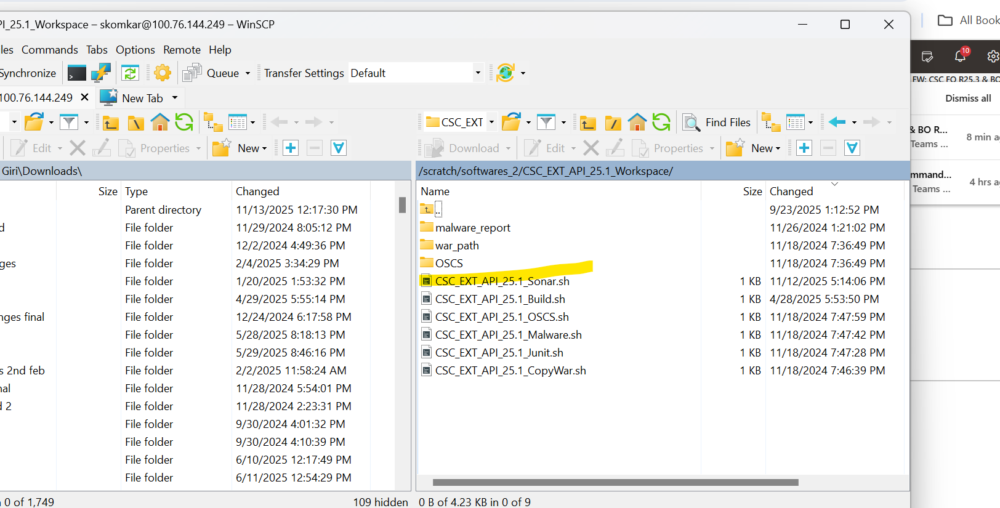 PI_25.1_Workspace – skomkar@100.76.144.249 – WinSCP
All Book
les Commands Tabs Options Remote Help
10
Synchronize Queue Transfer Settings Default
FW: CSC FO R25.3 & BO
100.76.144.249 New Tab
Dismiss all
CSC_EXT Find Files
& BO R...
8 min a
Teams ...
Edit Properties New
Download Edit Properties New
Giri\Downloads\
/scratch/softwares_2/CSC_EXT_API_25.1_Workspace/
mmand...
4 hrs a
Teams ...
Size Type Changed
Parent directory 11/13/2025 12:17:30 PM
d File folder 11/29/2024 8:05:12 PM
File folder 12/2/2024 4:49:36 PM
ges File folder 2/4/2025 3:34:29 PM
File folder 1/20/2025 1:53:32 PM
File folder 4/29/2025 5:55:14 PM
nges final File folder 12/24/2024 6:17:58 PM
File folder 5/28/2025 8:18:13 PM
File folder 5/29/2025 8:46:16 PM
s 2nd feb File folder 2/2/2025 11:58:24 AM
nal File folder 11/28/2024 5:54:01 PM
d 2 File folder 11/28/2024 2:23:31 PM
File folder 9/30/2024 4:01:32 PM
File folder 9/30/2024 4:10:39 PM
File folder 6/10/2025 12:17:49 PM
File folder 6/11/2025 12:54:29 PM
Name Size Changed
.. 9/23/2025 1:12:52 PM
malware_report 11/26/2024 1:21:02 PM
war_path 11/18/2024 7:36:49 PM
OSCS 11/18/2024 7:36:49 PM
CSC_EXT_API_25.1_Sonar.sh 1 KB 11/12/2025 5:14:06 PM
CSC_EXT_API_25.1_Build.sh 1 KB 4/28/2025 5:53:50 PM
CSC_EXT_API_25.1_OSCS.sh 1 KB 11/18/2024 7:47:59 PM
CSC_EXT_API_25.1_Malware.sh 1 KB 11/18/2024 7:47:42 PM
CSC_EXT_API_25.1_Junit.sh 1 KB 11/18/2024 7:47:28 PM
CSC_EXT_API_25.1_CopyWar.sh 1 KB 11/18/2024 7:46:39 PM
n 0 of 1,749 109 hidden
0 B of 4.23 KB in 0 of 9